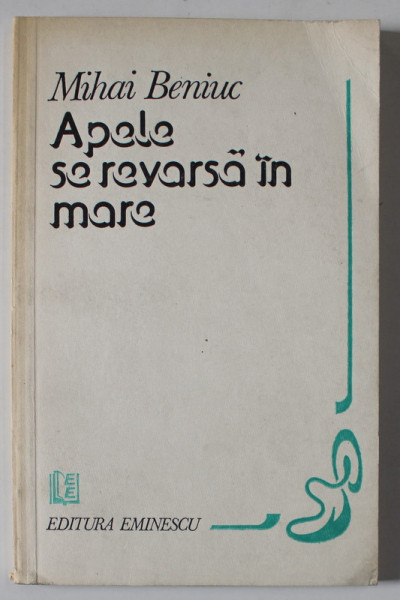 Mihai Beniuc
Apele
se revarsă în
mare
EDITURA EMINESCU